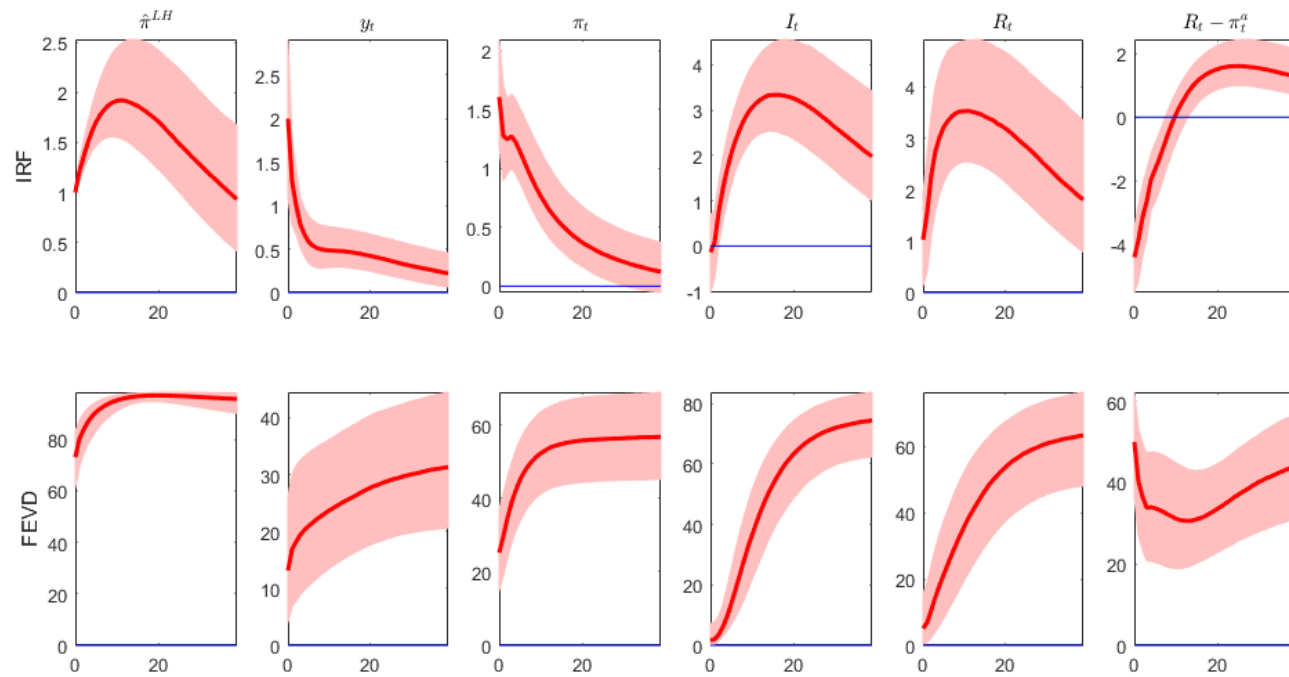 π̂^{LH} y_t π_t I_t R_t R_t − π_t^a
IRF
2.5 2 1.5 1 0.5 0
2.5 2 1.5 1 0.5 0
2 1.5 1 0.5 0
4 3 2 1 0 -1
4 3 2 1 0
2 0 -2 -4
0 20 0 20 0 20 0 20 0 20 0 20
FEVD
80 60 40 20 0
40 30 20 10 0
60 40 20 0
80 60 40 20 0
60 40 20 0
60 40 20 0
0 20 0 20 0 20 0 20 0 20 0 20